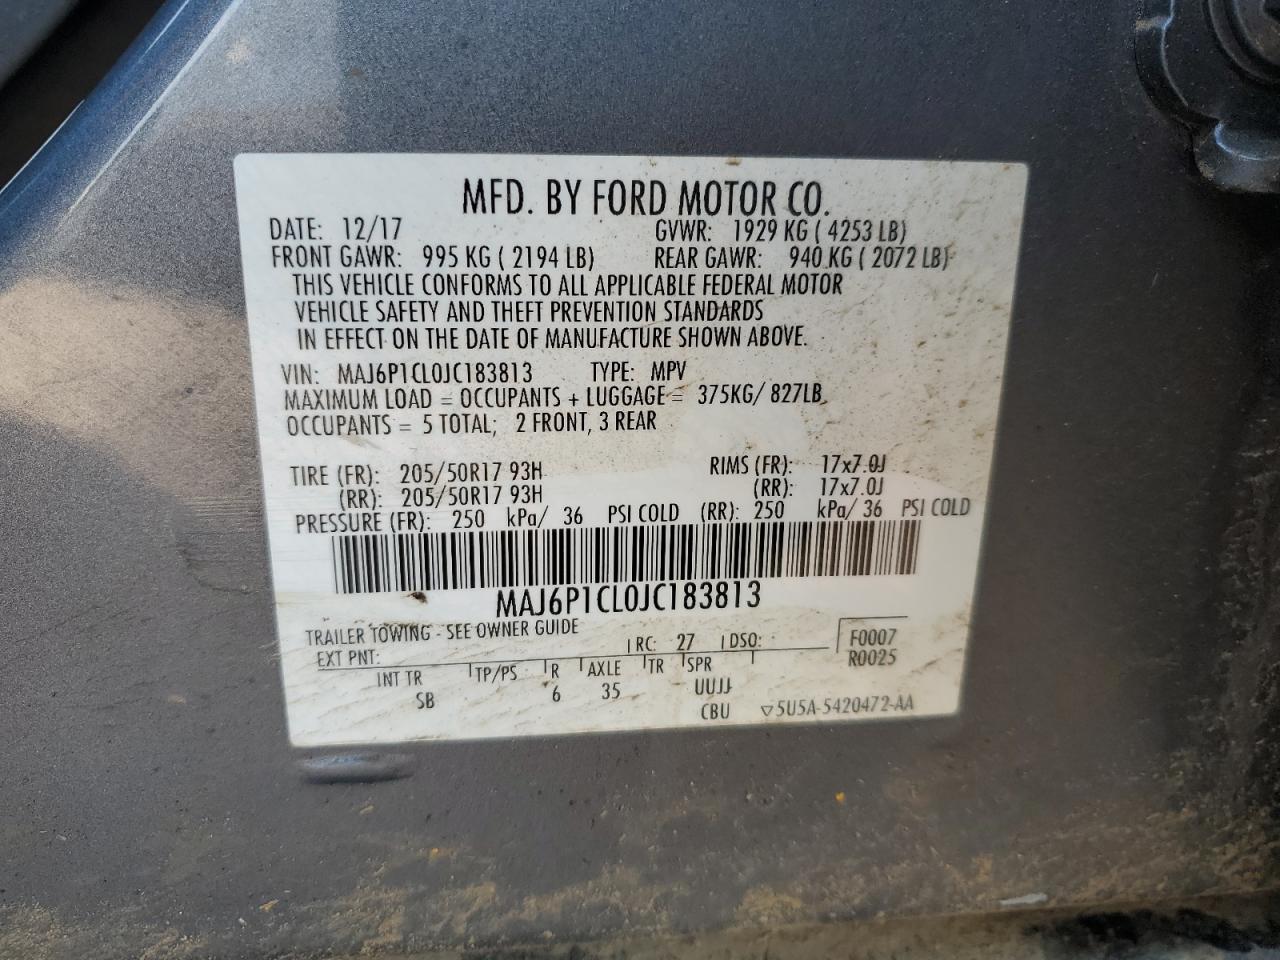 MFD. BY FORD MOTOR CO.
DATE: 12/17 GVWR: 1929 KG ( 4253 LB)
FRONT GAWR: 995 KG ( 2194 LB) REAR GAWR: 940 KG ( 2072 LB)
THIS VEHICLE CONFORMS TO ALL APPLICABLE FEDERAL MOTOR
VEHICLE SAFETY AND THEFT PREVENTION STANDARDS
IN EFFECT ON THE DATE OF MANUFACTURE SHOWN ABOVE.
VIN: MAJ6P1CL0JC183813 TYPE: MPV
MAXIMUM LOAD = OCCUPANTS + LUGGAGE = 375KG/ 827LB
OCCUPANTS = 5 TOTAL; 2 FRONT, 3 REAR
TIRE (FR): 205/50R17 93H RIMS (FR): 17x7.0J
(RR): 205/50R17 93H (RR): 17x7.0J
PRESSURE (FR): 250 kPa/ 36 PSI COLD (RR): 250 kPa/ 36 PSI COLD
MAJ6P1CL0JC183813
TRAILER TOWING - SEE OWNER GUIDE
EXT PNT: RC: 27 DSO: F0007
R0025
INT TR TP/PS R AXLE TR SPR
SB 6 35 UUJJ
CBU ▽5U5A-5420472-AA